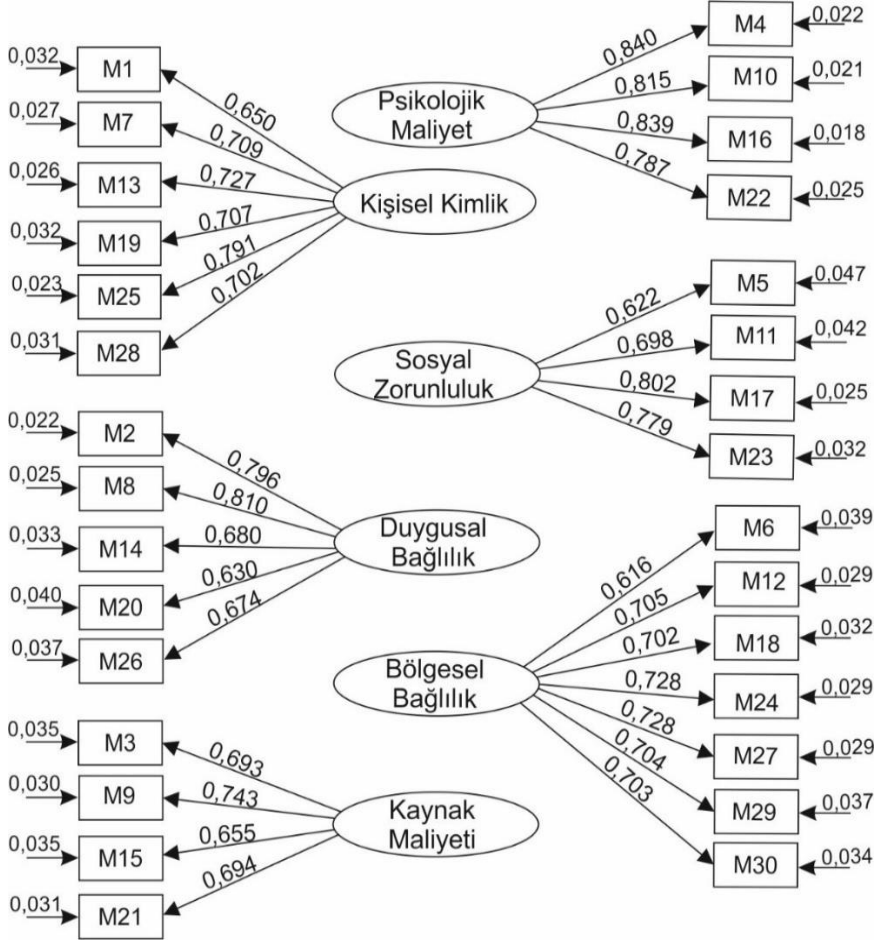 0,032
M1
0,027
M7
0,026
M13
0,032
M19
0,023
M25
0,031
M28
0,650
0,709
0,727
0,707
0,791
0,702
Kişisel Kimlik
0,022
M2
0,025
M8
0,033
M14
0,040
M20
0,037
M26
0,796
0,810
0,680
0,630
0,674
Duygusal
Bağlılık
0,035
M3
0,030
M9
0,035
M15
0,031
M21
0,693
0,743
0,655
0,694
Kaynak
Maliyeti
Psikolojik
Maliyet
0,840
0,815
0,839
0,787
M4
0,022
M10
0,021
M16
0,018
M22
0,025
Sosyal
Zorunluluk
0,622
0,698
0,802
0,779
M5
0,047
M11
0,042
M17
0,025
M23
0,032
Bölgesel
Bağlılık
0,616
0,705
0,702
0,728
0,728
0,704
0,703
M6
0,039
M12
0,029
M18
0,032
M24
0,029
M27
0,029
M29
0,037
M30
0,034